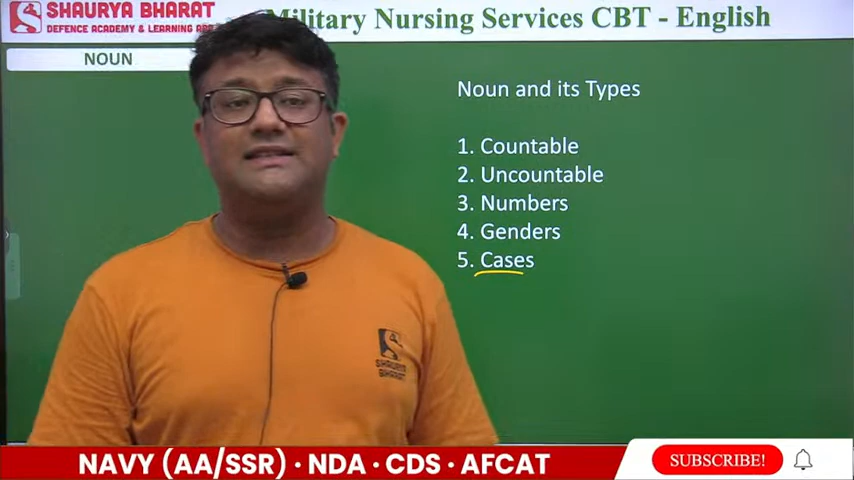 SHAURYA BHARAT
DEFENCE ACADEMY & LEARNING APP
Military Nursing Services CBT - English
NOUN
Noun and its Types
1. Countable
2. Uncountable
3. Numbers
4. Genders
5. Cases
SHAURYA
BHARAT
NAVY (AA/SSR) · NDA · CDS · AFCAT
SUBSCRIBE!